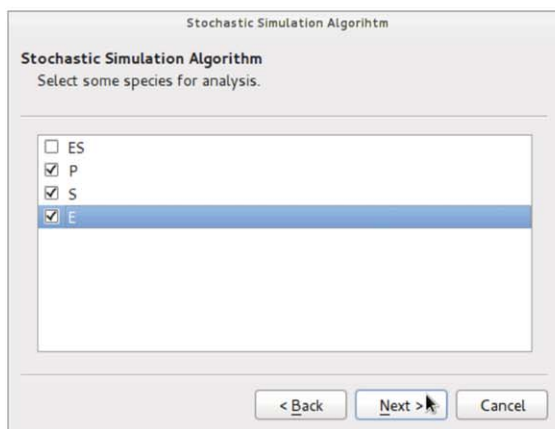 Stochastic Simulation Algorihtm
Stochastic Simulation Algorithm
Select some species for analysis.
ES
P
S
E
< Back
Next >
Cancel